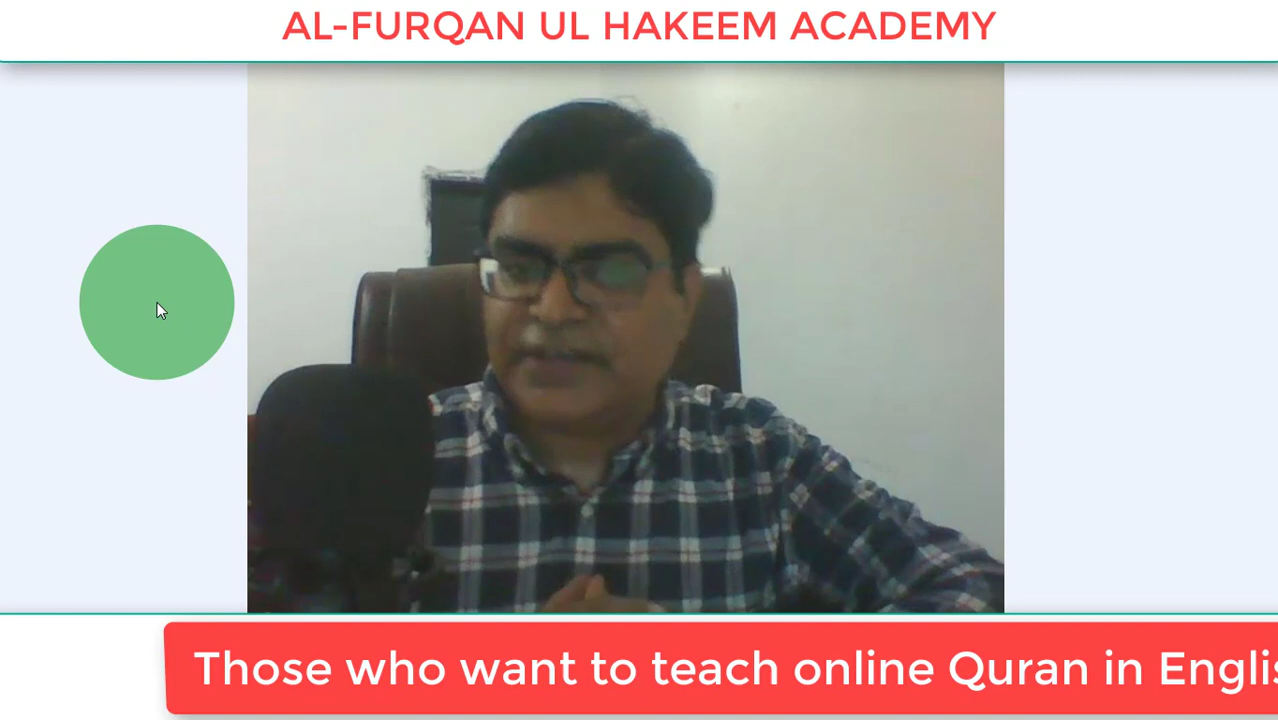 AL-FURQAN UL HAKEEM ACADEMY
Those who want to teach online Quran in Englis